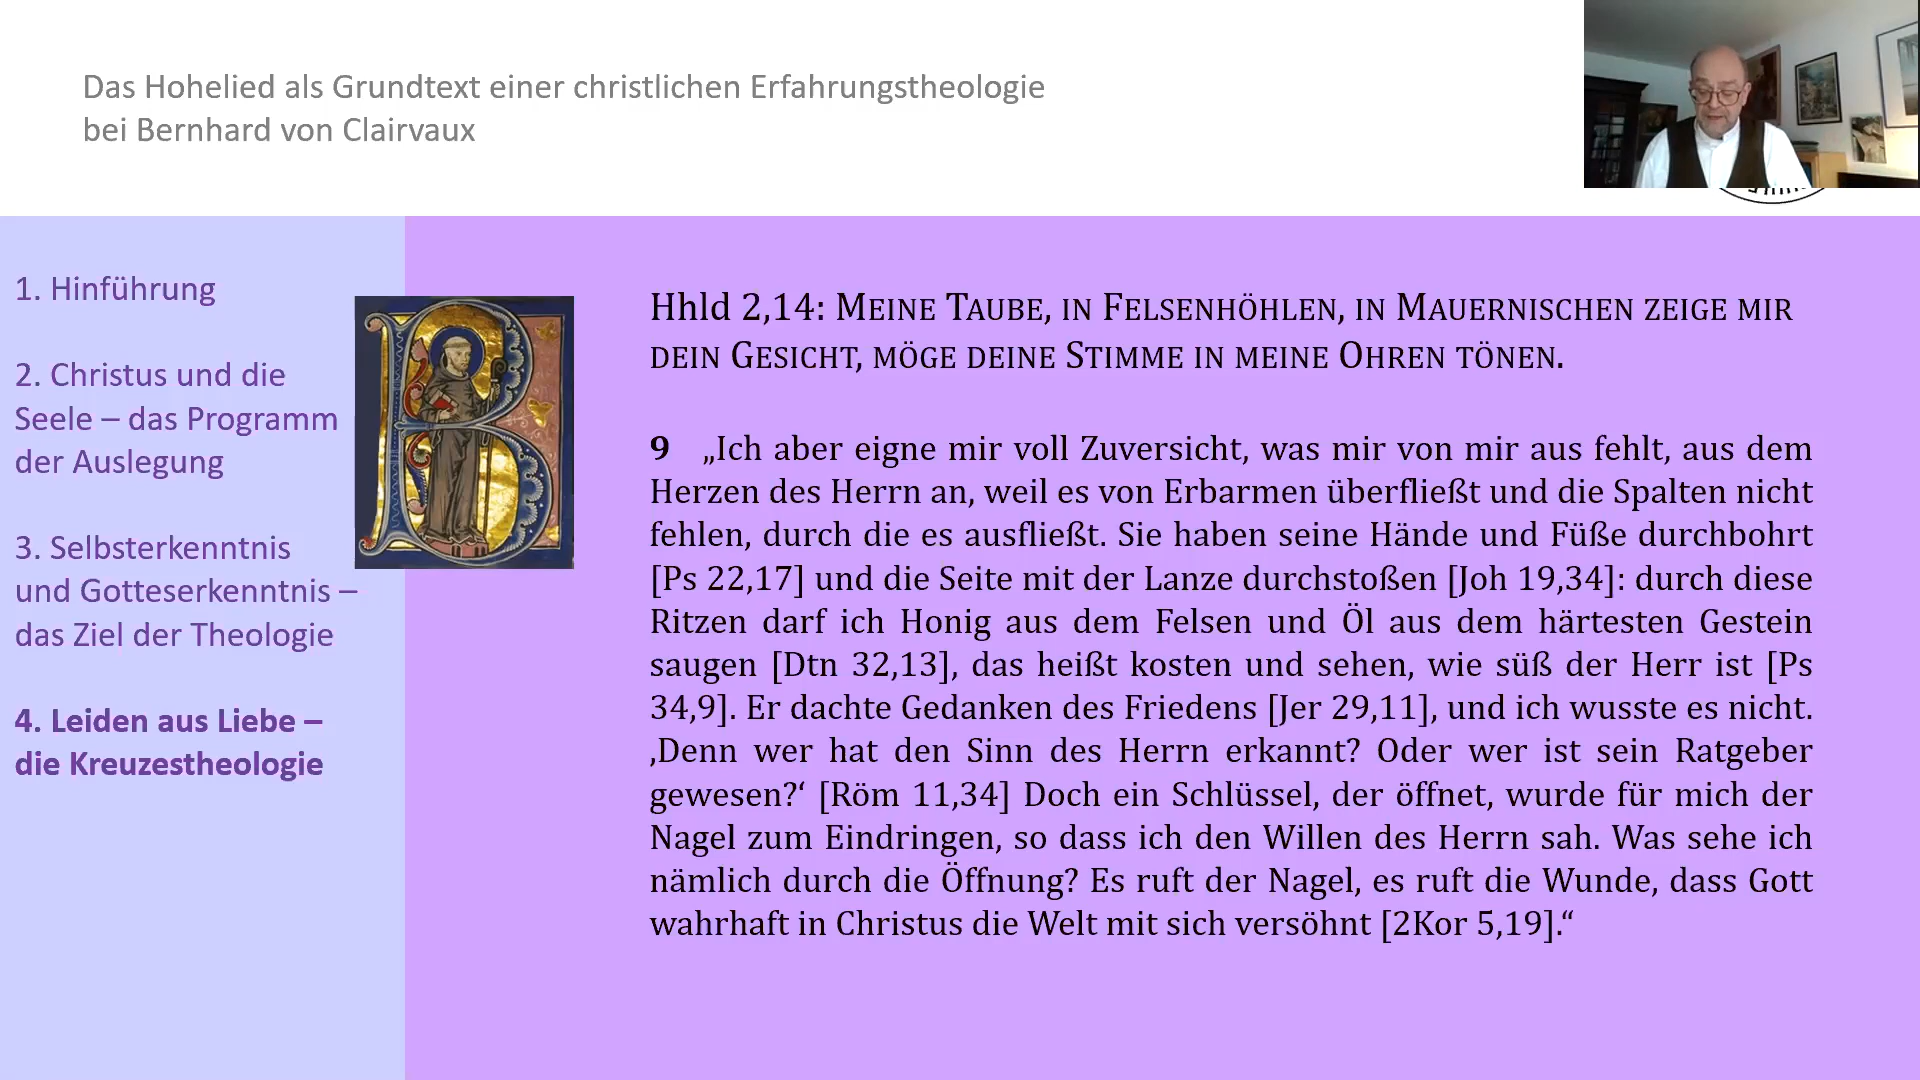 Das Hohelied als Grundtext einer christlichen Erfahrungstheologie
bei Bernhard von Clairvaux
1. Hinführung
2. Christus und die
Seele – das Programm
der Auslegung
3. Selbsterkenntnis
und Gotteserkenntnis –
das Ziel der Theologie
4. Leiden aus Liebe –
die Kreuzestheologie
Hhld 2,14: MEINE TAUBE, IN FELSENHÖHLEN, IN MAUERNISCHEN ZEIGE MIR
DEIN GESICHT, MÖGE DEINE STIMME IN MEINE OHREN TÖNEN.
9 „Ich aber eigne mir voll Zuversicht, was mir von mir aus fehlt, aus dem
Herzen des Herrn an, weil es von Erbarmen überfließt und die Spalten nicht
fehlen, durch die es ausfließt. Sie haben seine Hände und Füße durchbohrt
[Ps 22,17] und die Seite mit der Lanze durchstoßen [Joh 19,34]: durch diese
Ritzen darf ich Honig aus dem Felsen und Öl aus dem härtesten Gestein
saugen [Dtn 32,13], das heißt kosten und sehen, wie süß der Herr ist [Ps
34,9]. Er dachte Gedanken des Friedens [Jer 29,11], und ich wusste es nicht.
‚Denn wer hat den Sinn des Herrn erkannt? Oder wer ist sein Ratgeber
gewesen?‘ [Röm 11,34] Doch ein Schlüssel, der öffnet, wurde für mich der
Nagel zum Eindringen, so dass ich den Willen des Herrn sah. Was sehe ich
nämlich durch die Öffnung? Es ruft der Nagel, es ruft die Wunde, dass Gott
wahrhaft in Christus die Welt mit sich versöhnt [2Kor 5,19].“